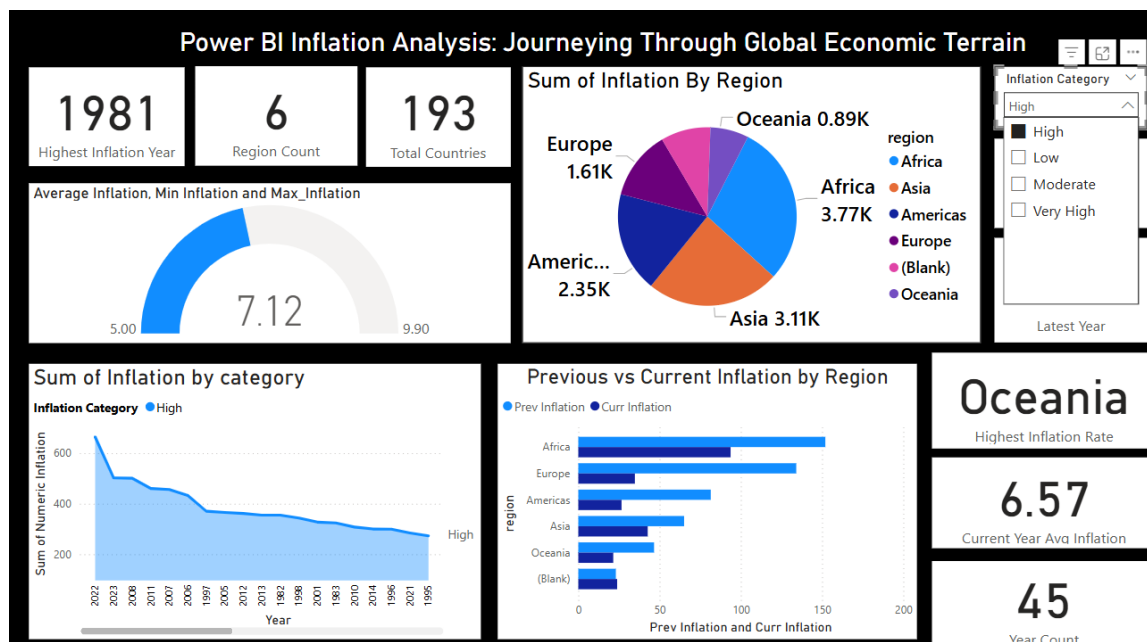 Power BI Inflation Analysis: Journeying Through Global Economic Terrain
1981
Highest Inflation Year
6
Region Count
193
Total Countries
Average Inflation, Min Inflation and Max_Inflation
7.12
5.00
9.90
Sum of Inflation By Region
Oceania 0.89K
Europe
1.61K
Africa
3.77K
Americ...
2.35K
Asia 3.11K
region
Africa
Asia
Americas
Europe
(Blank)
Oceania
Inflation Category
High
High
Low
Moderate
Very High
Latest Year
Sum of Inflation by category
Inflation Category
High
Sum of Numeric Inflation
600
400
200
High
2022
2023
2008
2011
2007
2006
1997
2005
2012
2013
1982
1998
2001
1983
2010
2014
1996
2021
1995
Year
Previous vs Current Inflation by Region
Prev Inflation
Curr Inflation
region
Africa
Europe
Americas
Asia
Oceania
(Blank)
0
50
100
150
200
Prev Inflation and Curr Inflation
Oceania
Highest Inflation Rate
6.57
Current Year Avg Inflation
45
Year Count